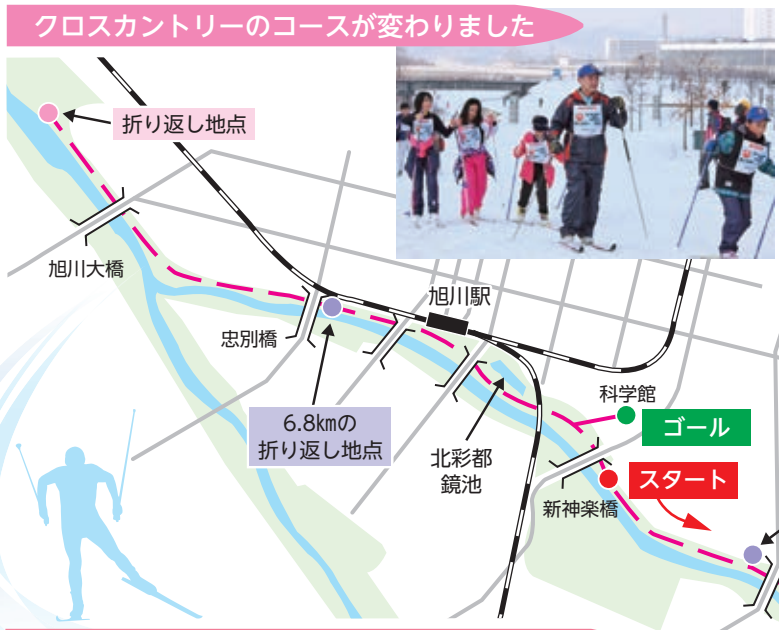 クロスカントリーのコースが変わりました
折り返し地点
旭川大橋
旭川駅
忠別橋
6.8㎞の
折り返し地点
科学館
ゴール
北彩都
鏡池
スタート
新神楽橋